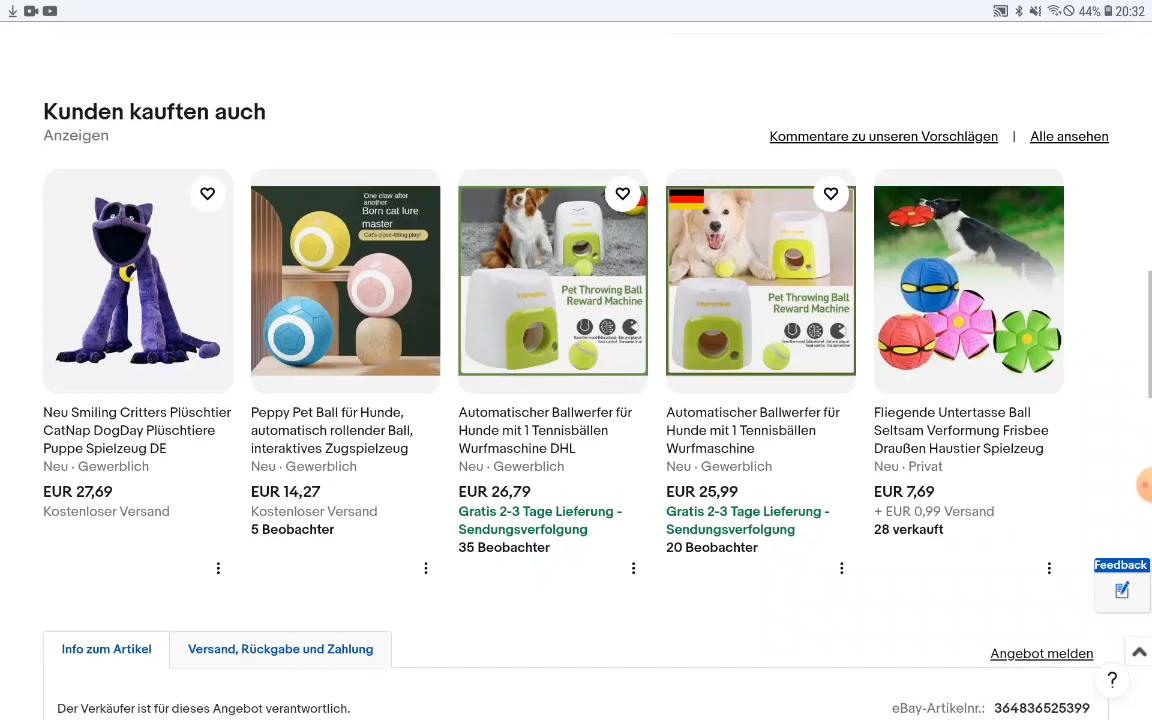 44% 20:32
Kunden kauften auch
Anzeigen
Kommentare zu unseren Vorschlägen | Alle ansehen
One claw after
another
Born cat lure
master
Cat's close-fitting play!
Pet Throwing Ball
Reward Machine
Pet Throwing Ball
Reward Machine
Neu Smiling Critters Plüschtier
CatNap DogDay Plüschtiere
Puppe Spielzeug DE
Neu · Gewerblich
EUR 27,69
Kostenloser Versand
Peppy Pet Ball für Hunde,
automatisch rollender Ball,
interaktives Zugspielzeug
Neu · Gewerblich
EUR 14,27
Kostenloser Versand
5 Beobachter
Automatischer Ballwerfer für
Hunde mit 1 Tennisbällen
Wurfmaschine DHL
Neu · Gewerblich
EUR 26,79
Gratis 2-3 Tage Lieferung -
Sendungsverfolgung
35 Beobachter
Automatischer Ballwerfer für
Hunde mit 1 Tennisbällen
Wurfmaschine
Neu · Gewerblich
EUR 25,99
Gratis 2-3 Tage Lieferung -
Sendungsverfolgung
20 Beobachter
Fliegende Untertasse Ball
Seltsam Verformung Frisbee
Draußen Haustier Spielzeug
Neu · Privat
EUR 7,69
+ EUR 0,99 Versand
28 verkauft
Feedback
Info zum Artikel
Versand, Rückgabe und Zahlung
Angebot melden
?
Der Verkäufer ist für dieses Angebot verantwortlich.
eBay-Artikelnr.: 364836525399